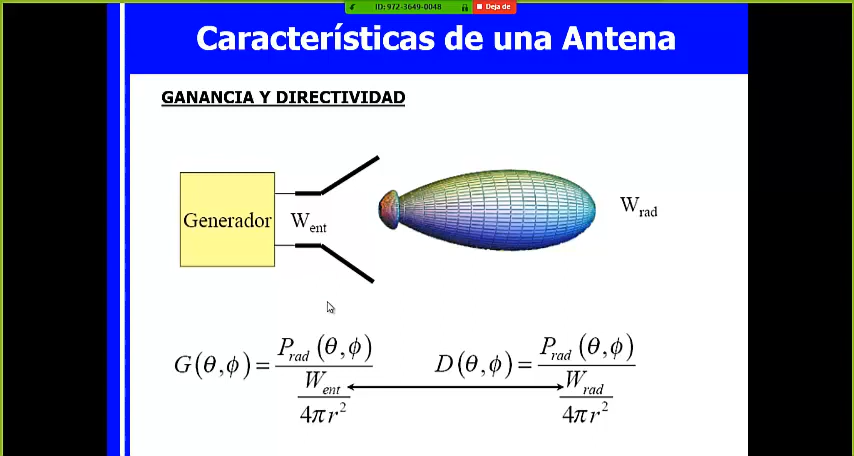 ID: 972-3649-0048 Deja de
Características de una Antena
GANANCIA Y DIRECTIVIDAD
Generador
W_ent
W_rad
G(θ,ϕ) = P_rad(θ,ϕ) / (W_ent / 4πr²)
D(θ,ϕ) = P_rad(θ,ϕ) / (W_rad / 4πr²)